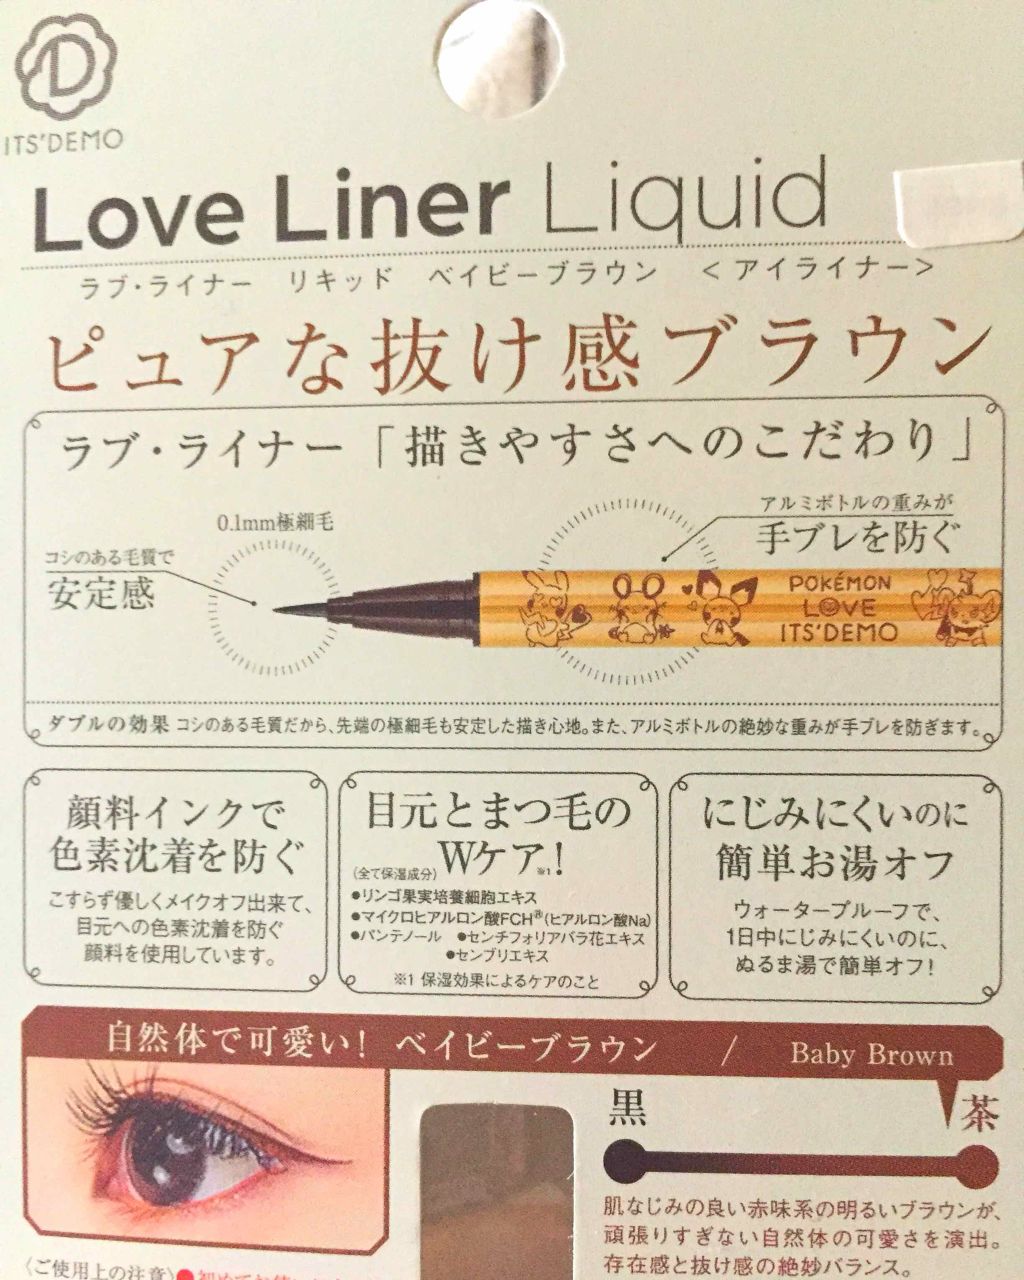 D
ITS'DEMO
Love Liner Liquid
ラブ・ライナー リキッド ベイビーブラウン <アイライナー>
ピュアな抜け感ブラウン
ラブ・ライナー「描きやすさへのこだわり」
0.1mm極細毛
コシのある毛質で
安定感
アルミボトルの重みが
手ブレを防ぐ
POKÉMON
LOVE
ITS'DEMO
ダブルの効果 コシのある毛質だから、先端の極細毛も安定した描き心地。また、アルミボトルの絶妙な重みが手ブレを防ぎます。
顔料インクで
色素沈着を防ぐ
こすらず優しくメイクオフ出来て、
目元への色素沈着を防ぐ
顔料を使用しています。
目元とまつ毛の
(全て保湿成分) Wケア※1!
●リンゴ果実培養細胞エキス
●マイクロヒアルロン酸FCH®(ヒアルロン酸Na)
●パンテノール ●センチフォリアバラ花エキス
●センブリエキス
※1 保湿効果によるケアのこと
にじみにくいのに
簡単お湯オフ
ウォータープルーフで、
1日中にじみにくいのに、
ぬるま湯で簡単オフ!
自然体で可愛い! ベイビーブラウン / Baby Brown
黒
茶
肌なじみの良い赤味系の明るいブラウンが、
頑張りすぎない自然体の可愛さを演出。
存在感と抜け感の絶妙バランス。
〈ご使用上の注意〉●初めてお使い